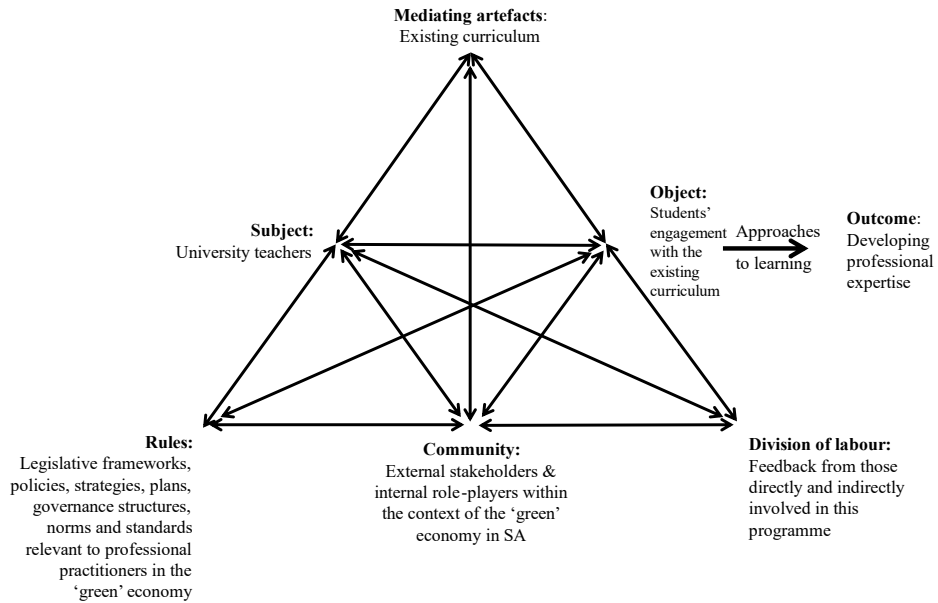 Mediating artefacts:
Existing curriculum
Subject:
University teachers
Object:
Students’
engagement
with the
existing
curriculum
Approaches
to learning
Outcome:
Developing
professional
expertise
Rules:
Legislative frameworks,
policies, strategies, plans,
governance structures,
norms and standards
relevant to professional
practitioners in the
‘green’ economy
Community:
External stakeholders &
internal role-players within
the context of the ‘green’
economy in SA
Division of labour:
Feedback from those
directly and indirectly
involved in this
programme